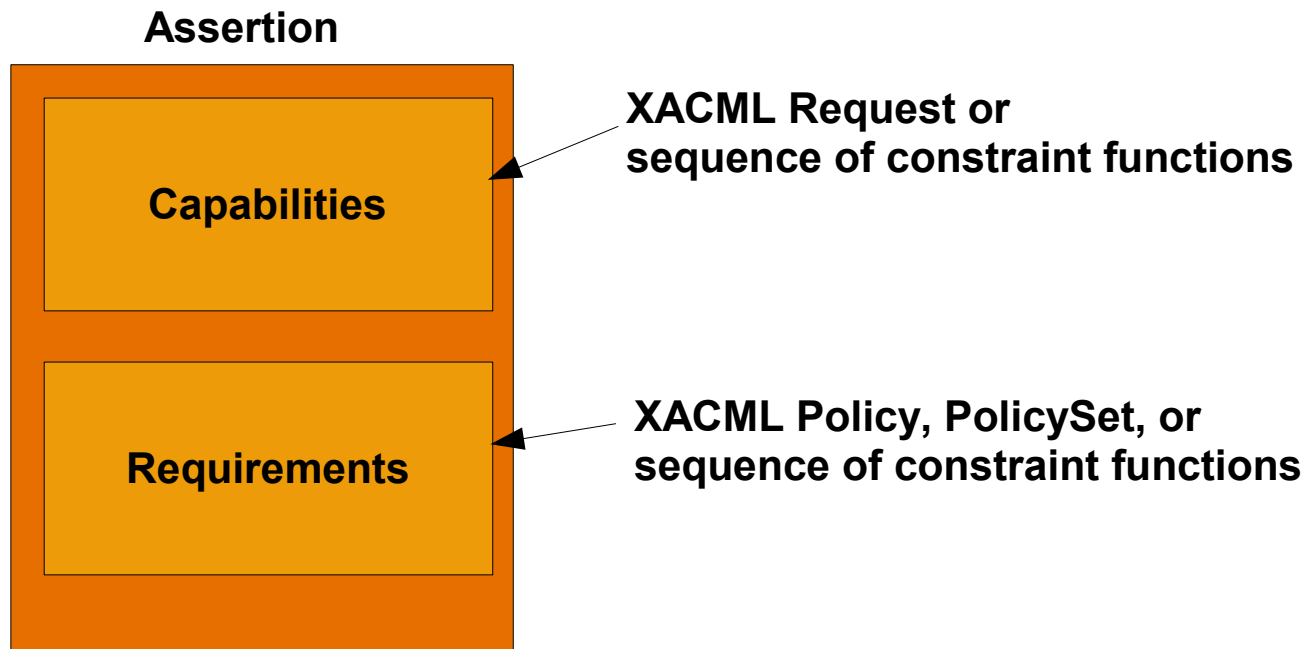 Assertion
XACML Request or
sequence of constraint functions
Capabilities
XACML Policy, PolicySet, or
sequence of constraint functions
Requirements